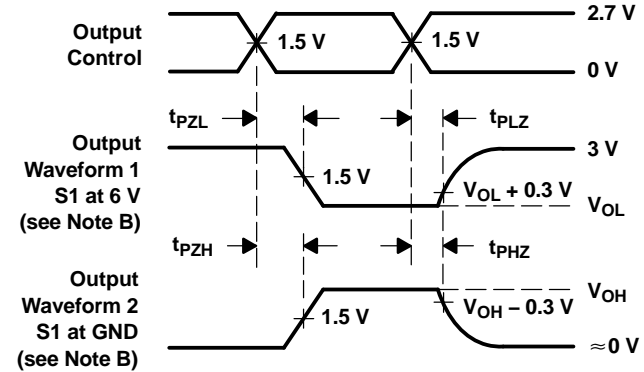 Output
Control
1.5 V
1.5 V
2.7 V
0 V
tPZL
tPLZ
Output
Waveform 1
S1 at 6 V
(see Note B)
1.5 V
3 V
VOL + 0.3 V
VOL
tPZH
tPHZ
Output
Waveform 2
S1 at GND
(see Note B)
1.5 V
VOH
VOH – 0.3 V
≈0 V